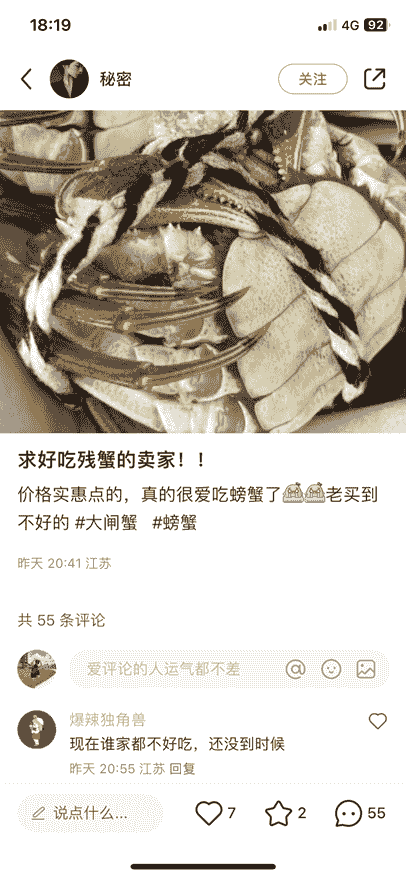 18:19
4G 92
秘密
关注
求好吃残蟹的卖家！！
价格实惠点的，真的很爱吃螃蟹了🦀🦀老买到
不好的 #大闸蟹 #螃蟹
昨天 20:41 江苏
共 55 条评论
爱评论的人运气都不差
爆辣独角兽
现在谁家都不好吃，还没到时候
昨天 20:55 江苏 回复
说点什么...
7
2
55